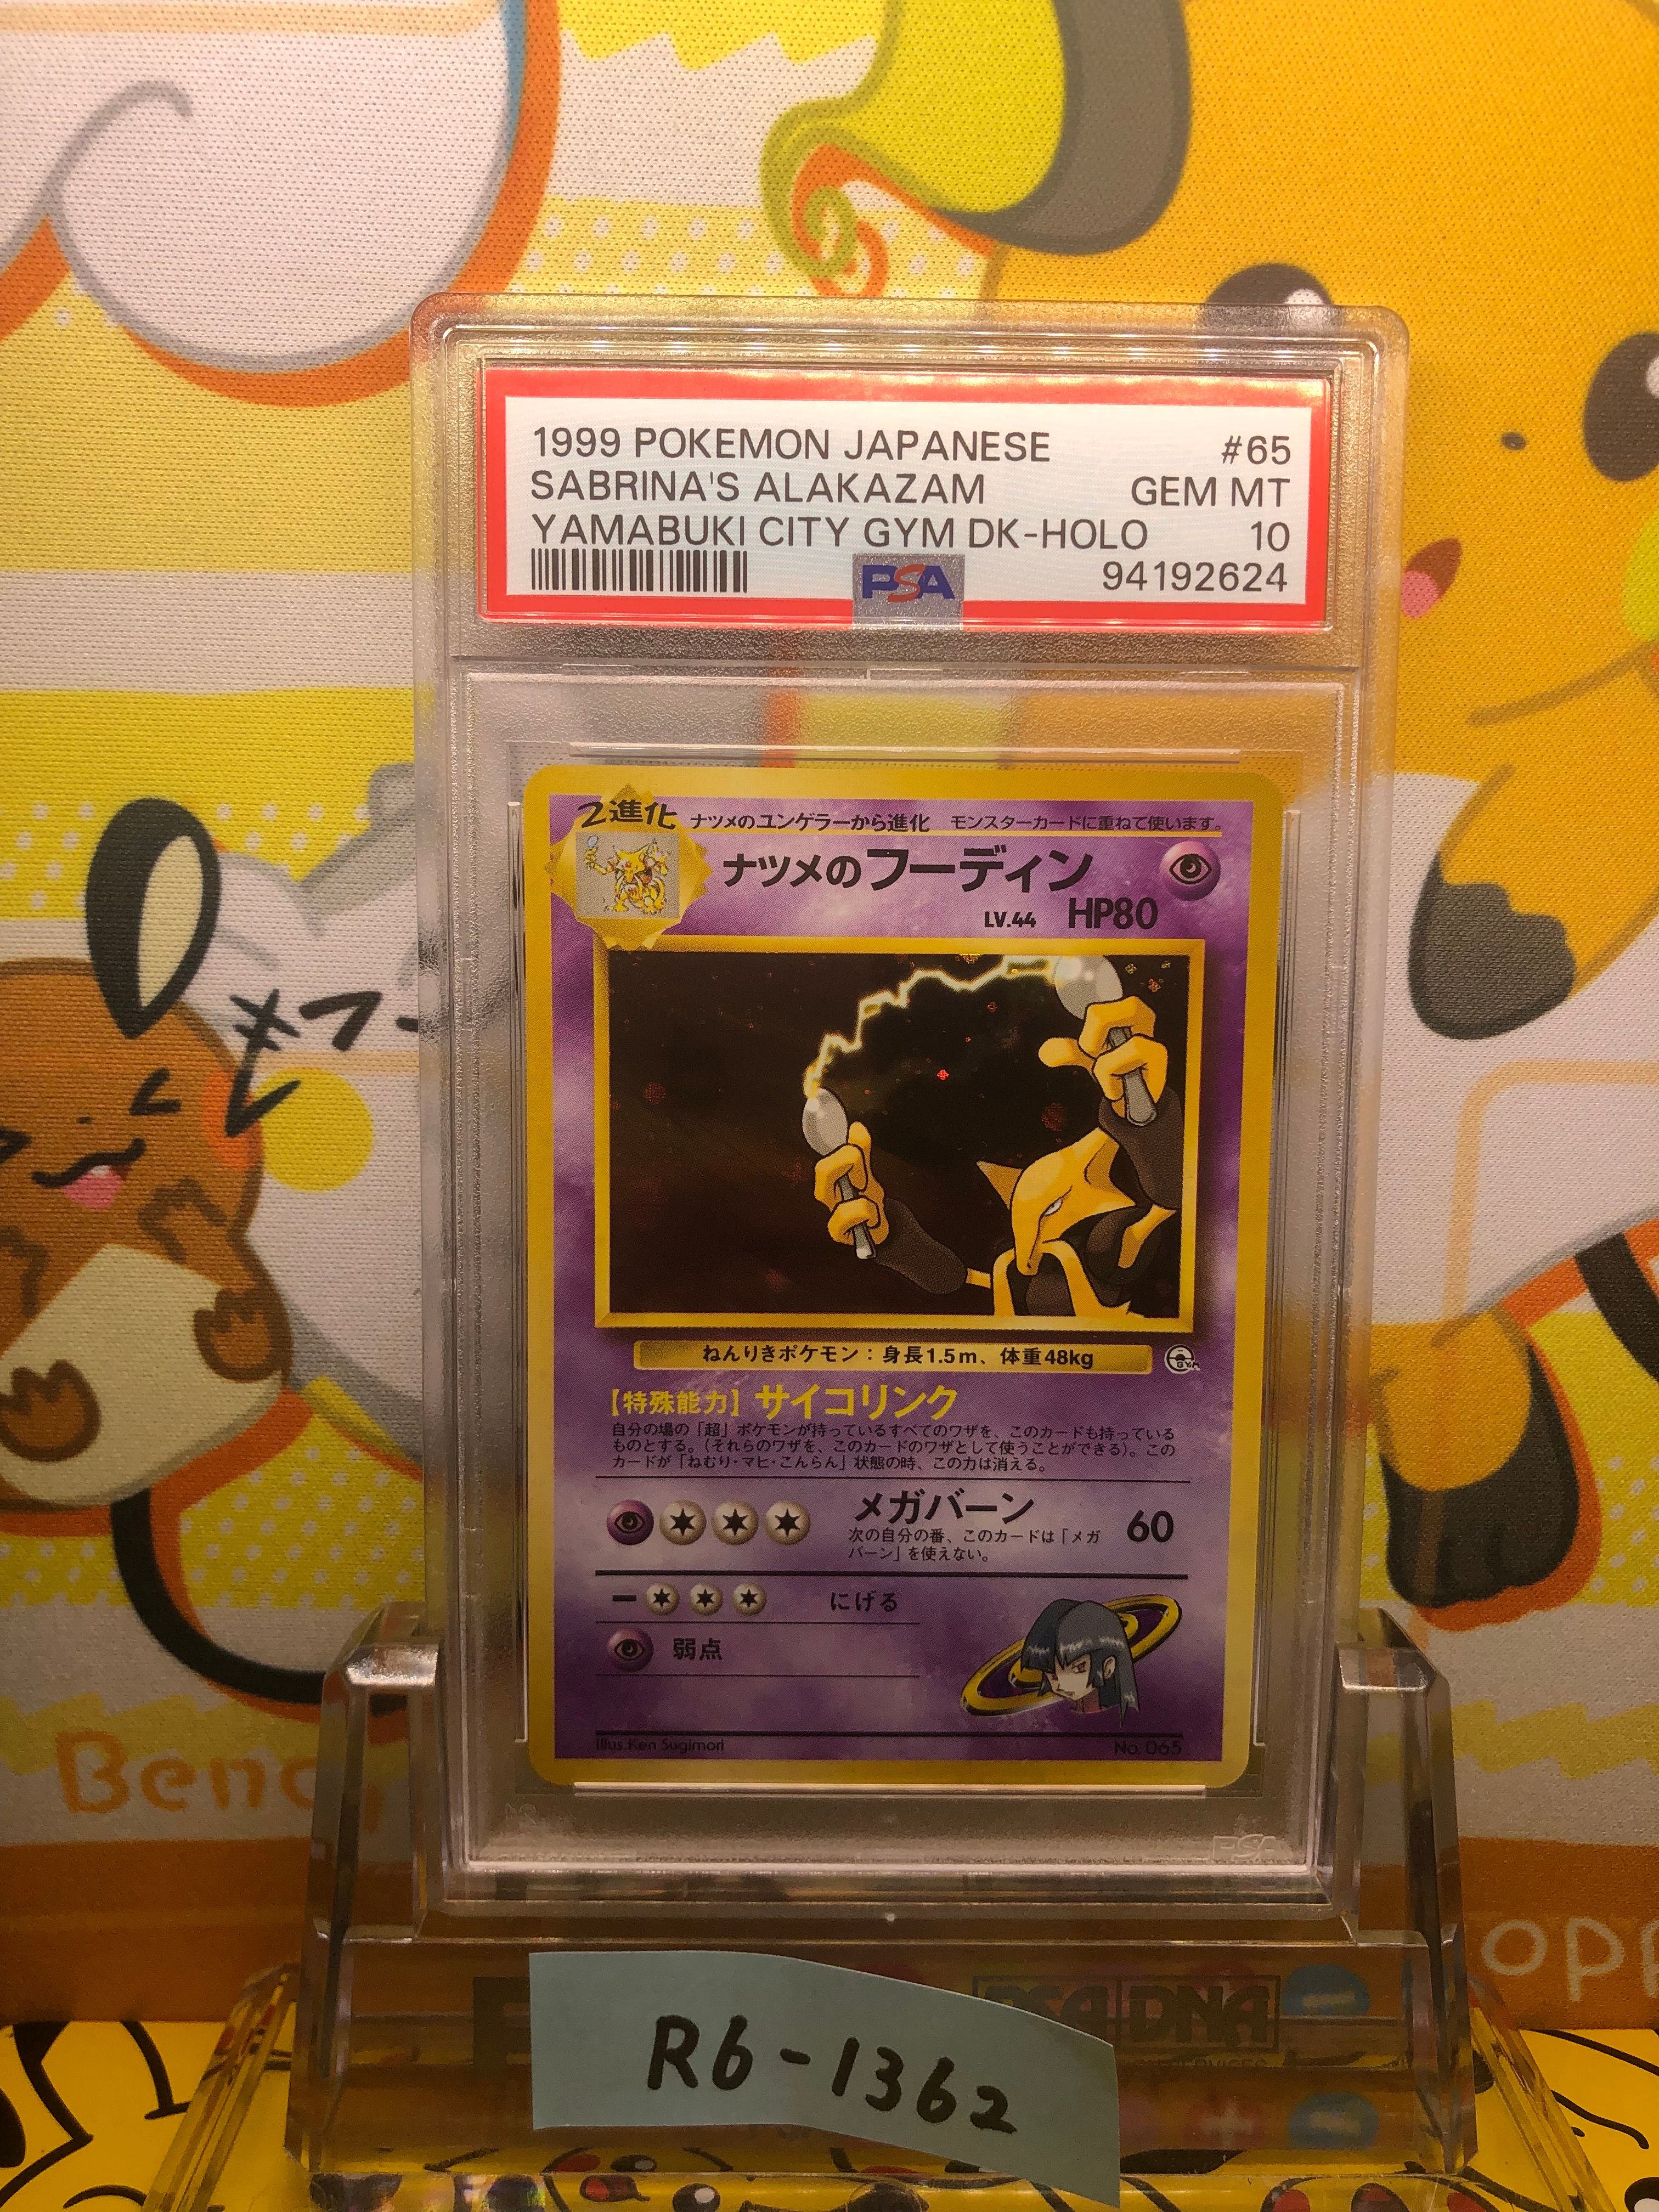 1999 POKEMON JAPANESE #65
SABRINA'S ALAKAZAM GEM MT
YAMABUKI CITY GYM DK-HOLO 10
PSA 94192624
2進化 ナツメのユンゲラーから進化 モンスターカードに重ねて使います。
ナツメのフーディン
LV.44 HP80
ねんりきポケモン：身長1.5m、体重48kg
GYM
【特殊能力】サイコリンク
自分の場の「超」ポケモンが持っているすべてのワザを、このカードも持っている
ものとする。（それらのワザを、このカードのワザとして使うことができる）。この
カードが「ねむり・マヒ・こんらん」状態の時、この力は消える。
メガバーン 60
次の自分の番、このカードは「メガ
バーン」を使えない。
にげる
弱点
Illus.Ken Sugimori No. 065
PSA
PSA DNA
R6-1362